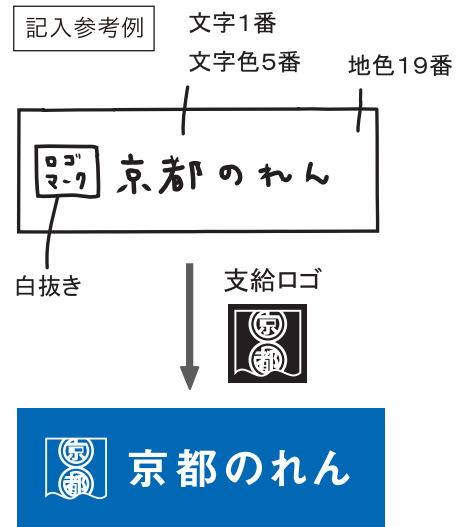 記入参考例
文字1番
文字色5番
地色19番
ロゴ
マーク
京都のれん
白抜き
支給ロゴ
京
都
京
都
京都のれん